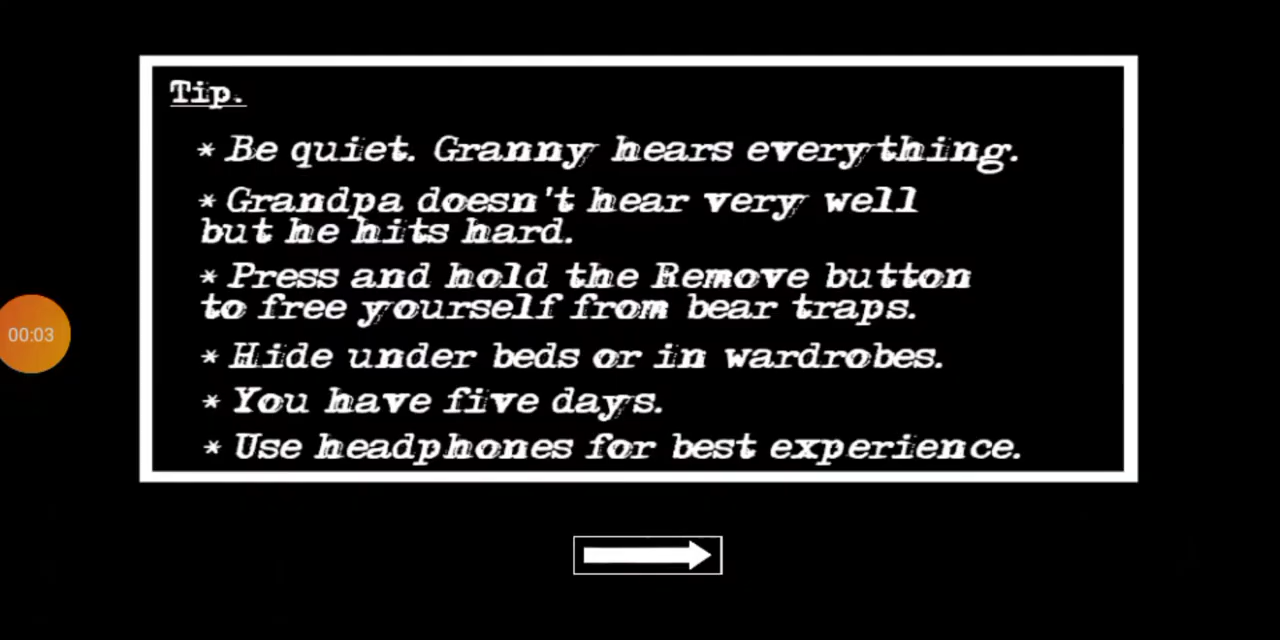 Tip.
* Be quiet. Granny hears everything.
* Grandpa doesn't hear very well
but he hits hard.
* Press and hold the Remove button
to free yourself from bear traps.
00:03
* Hide under beds or in wardrobes.
* You have five days.
* Use headphones for best experience.